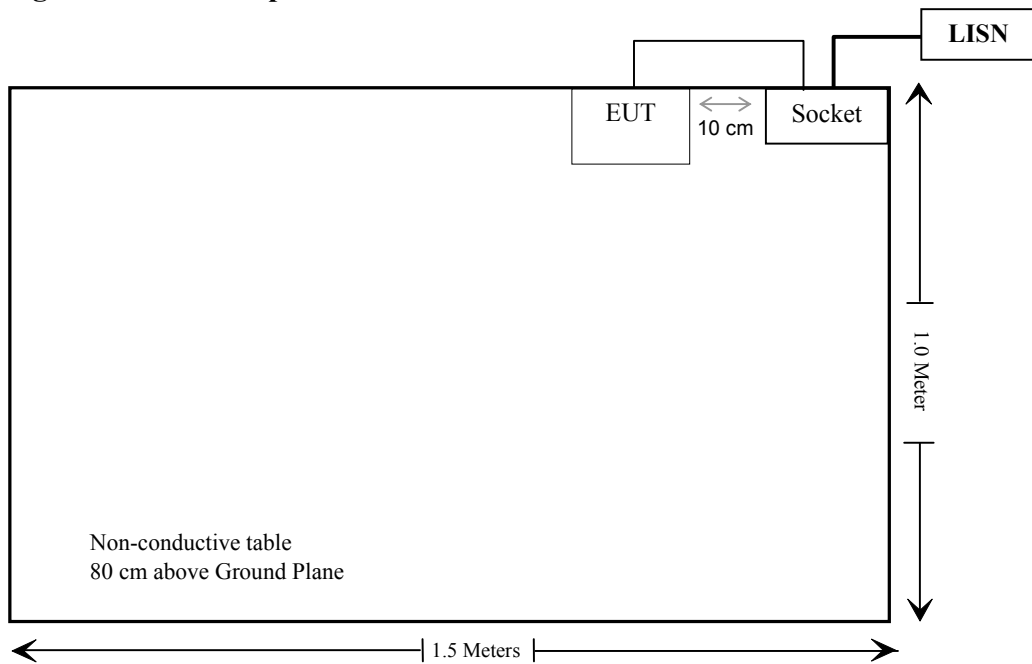 LISN
EUT
10 cm
Socket
1.0 Meter
Non-conductive table
80 cm above Ground Plane
1.5 Meters